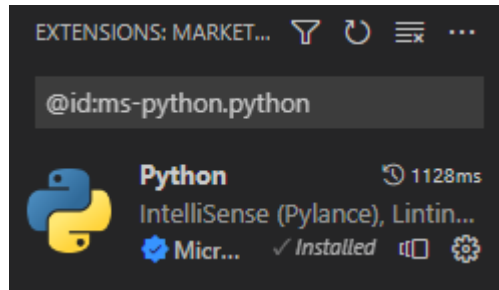 EXTENSIONS: MARKET...
@id:ms-python.python
Python 1128ms
IntelliSense (Pylance), Lintin...
Micr... ✓ Installed